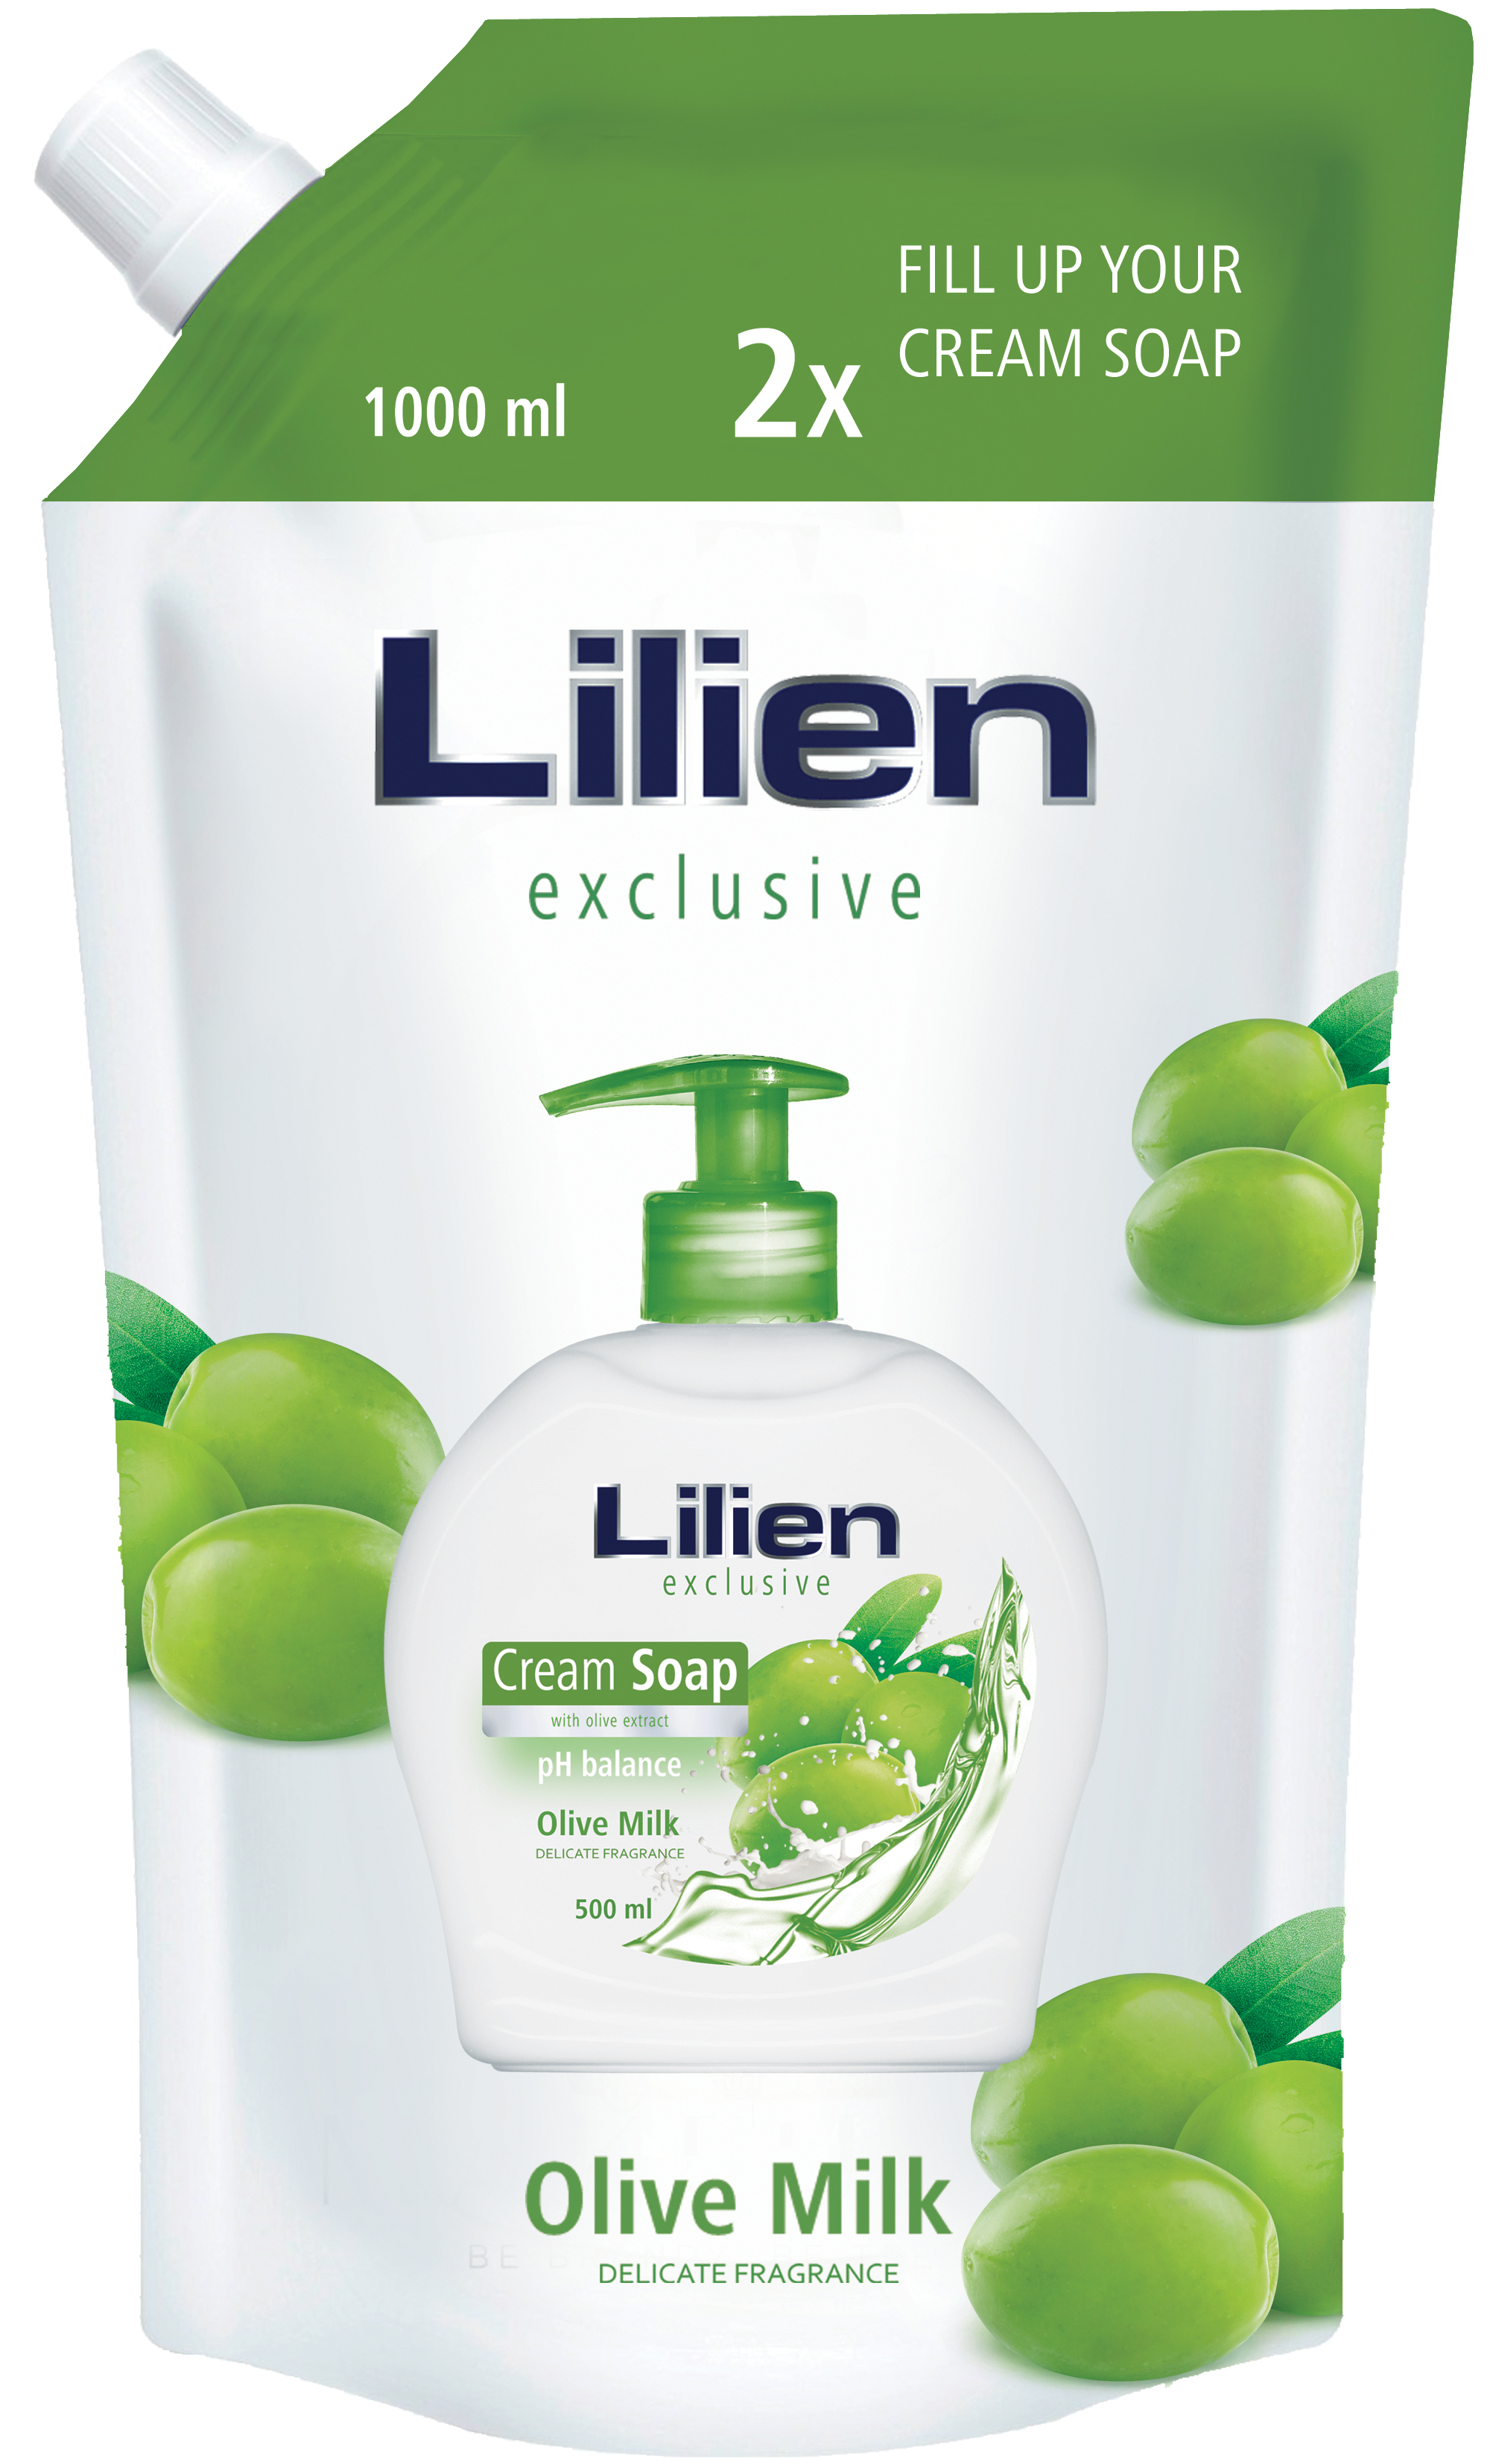 FILL UP YOUR
CREAM SOAP
1000 ml
2x
Lilien
exclusive
Lilien
exclusive
Cream Soap
with olive extract
pH balance
Olive Milk
DELICATE FRAGRANCE
500 ml
Olive Milk
DELICATE FRAGRANCE